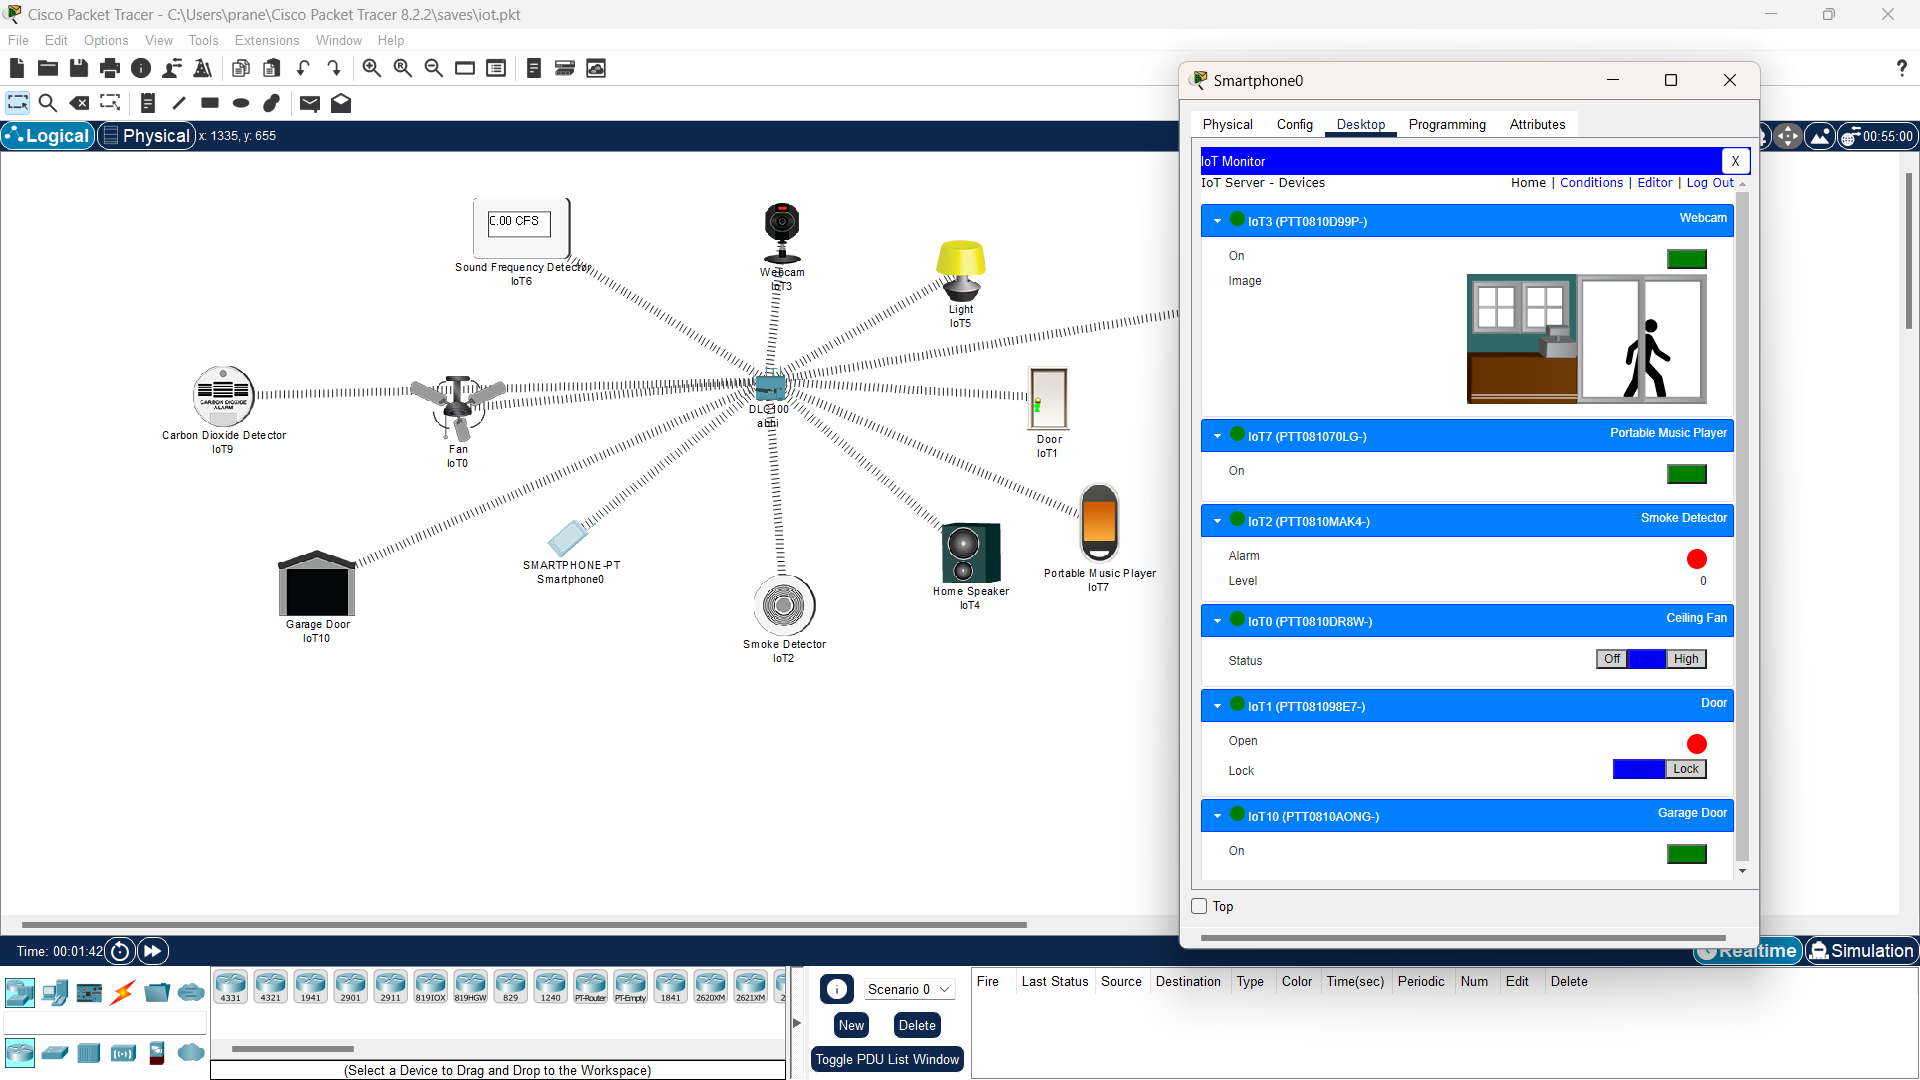 Cisco Packet Tracer - C:\Users\prane\Cisco Packet Tracer 8.2.2\saves\iot.pkt
File Edit Options View Tools Extensions Window Help
Logical Physical x: 1335, y: 655
00:55:00
0.00 CFS
Sound Frequency Detector
IoT6
Webcam
IoT3
Light
IoT5
CARBON DIOXIDE
ALARM
Carbon Dioxide Detector
IoT9
Fan
IoT0
DLC100
abhi
Door
IoT1
Garage Door
IoT10
SMARTPHONE-PT
Smartphone0
Smoke Detector
IoT2
Home Speaker
IoT4
Portable Music Player
IoT7
Smartphone0
Physical Config Desktop Programming Attributes
IoT Monitor X
IoT Server - Devices Home | Conditions | Editor | Log Out
IoT3 (PTT0810D99P-) Webcam
On
Image
IoT7 (PTT081070LG-) Portable Music Player
On
IoT2 (PTT0810MAK4-) Smoke Detector
Alarm
Level 0
IoT0 (PTT0810DR8W-) Ceiling Fan
Status Off High
IoT1 (PTT081098E7-) Door
Open
Lock Lock
IoT10 (PTT0810AONG-) Garage Door
On
Top
Time: 00:01:42 Realtime Simulation
4331 4321 1941 2901 2911 819IOX 819HGW 829 1240 PT-Router PT-Empty 1841 2620XM 2621XM
(Select a Device to Drag and Drop to the Workspace)
Scenario 0
New Delete
Toggle PDU List Window
Fire Last Status Source Destination Type Color Time(sec) Periodic Num Edit Delete